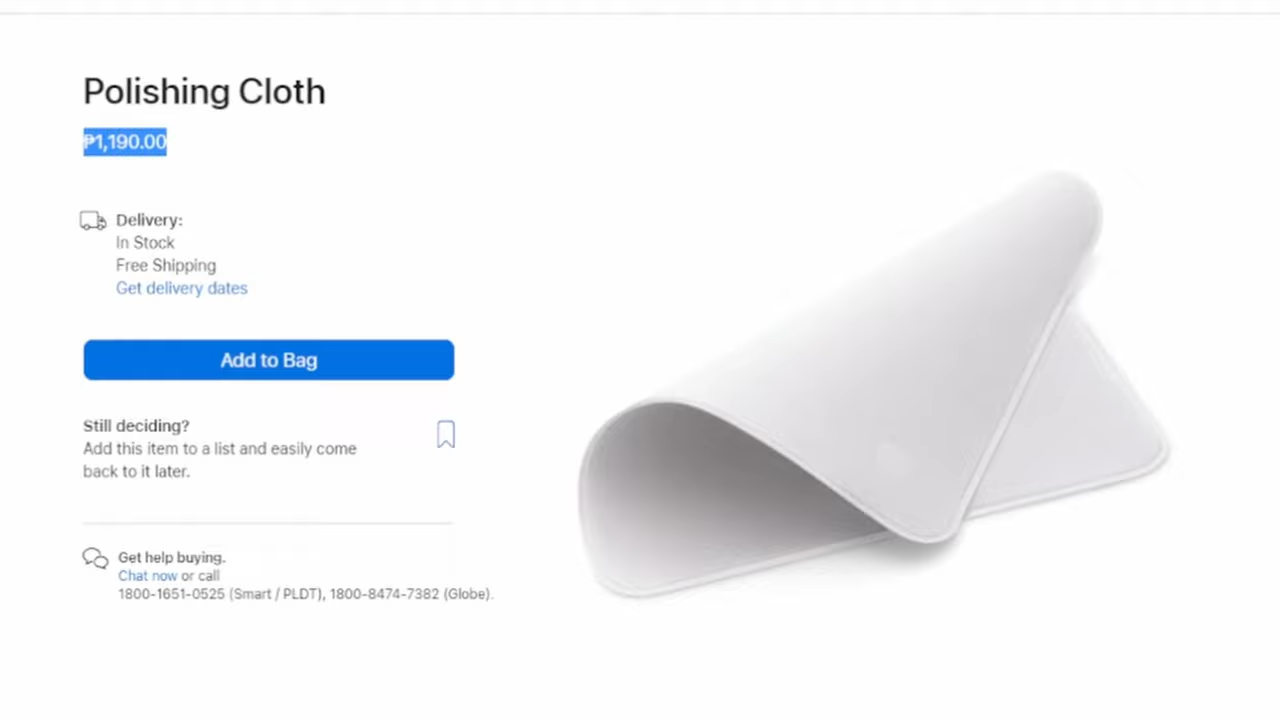 Polishing Cloth
₱1,190.00
Delivery:
In Stock
Free Shipping
Get delivery dates
Add to Bag
Still deciding?
Add this item to a list and easily come
back to it later.
Get help buying.
Chat now or call
1800-1651-0525 (Smart / PLDT), 1800-8474-7382 (Globe).